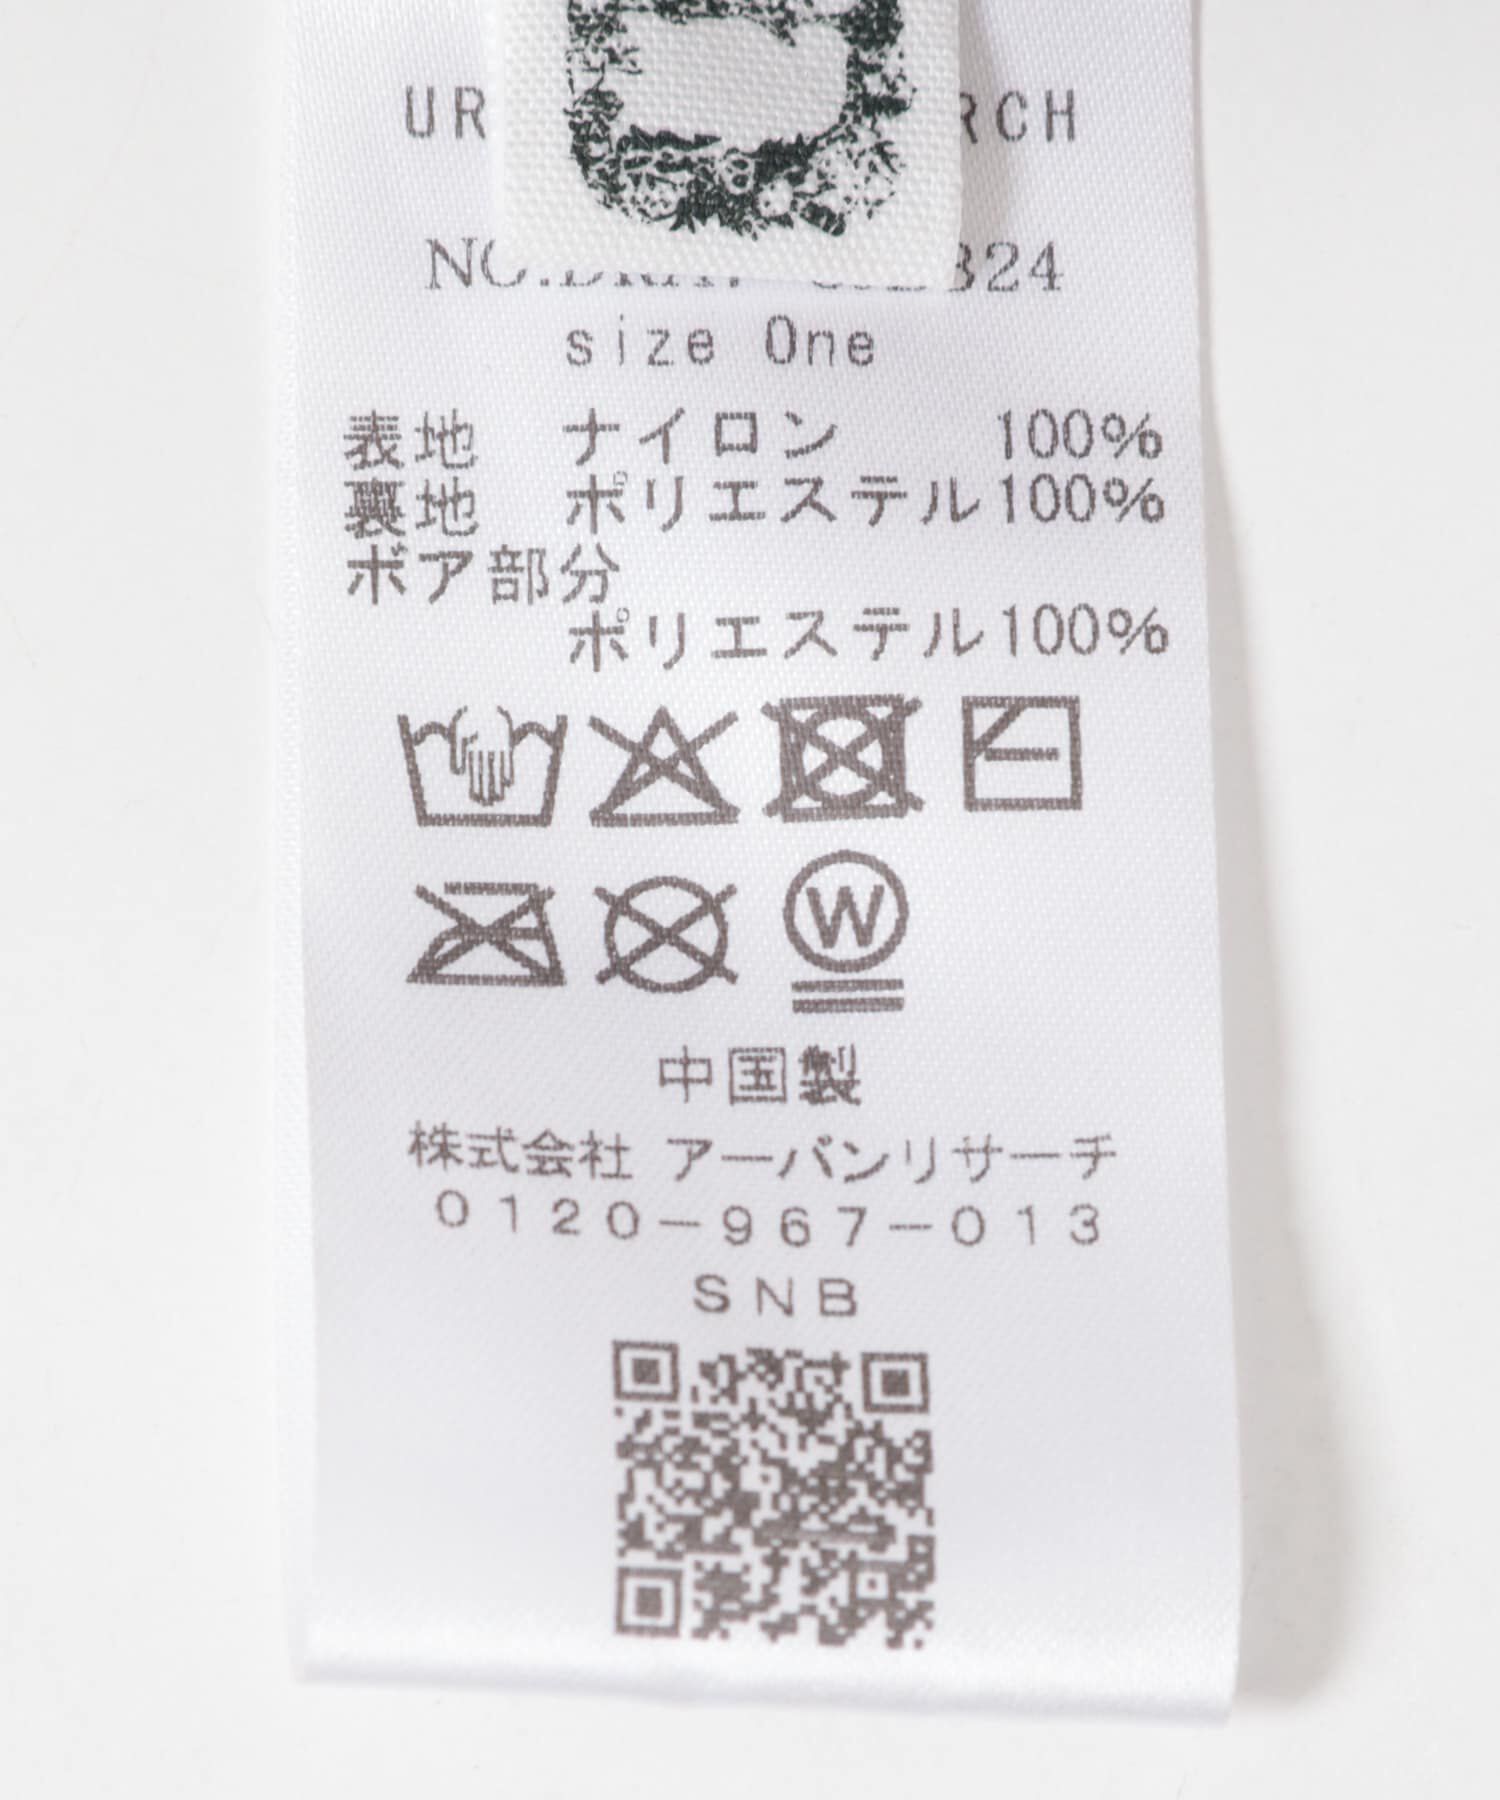 size One
表地 ナイロン 100%
裏地 ポリエステル100%
ボア部分
ポリエステル100%
W
中国製
株式会社 アーバンリサーチ
0120-967-013
SNB